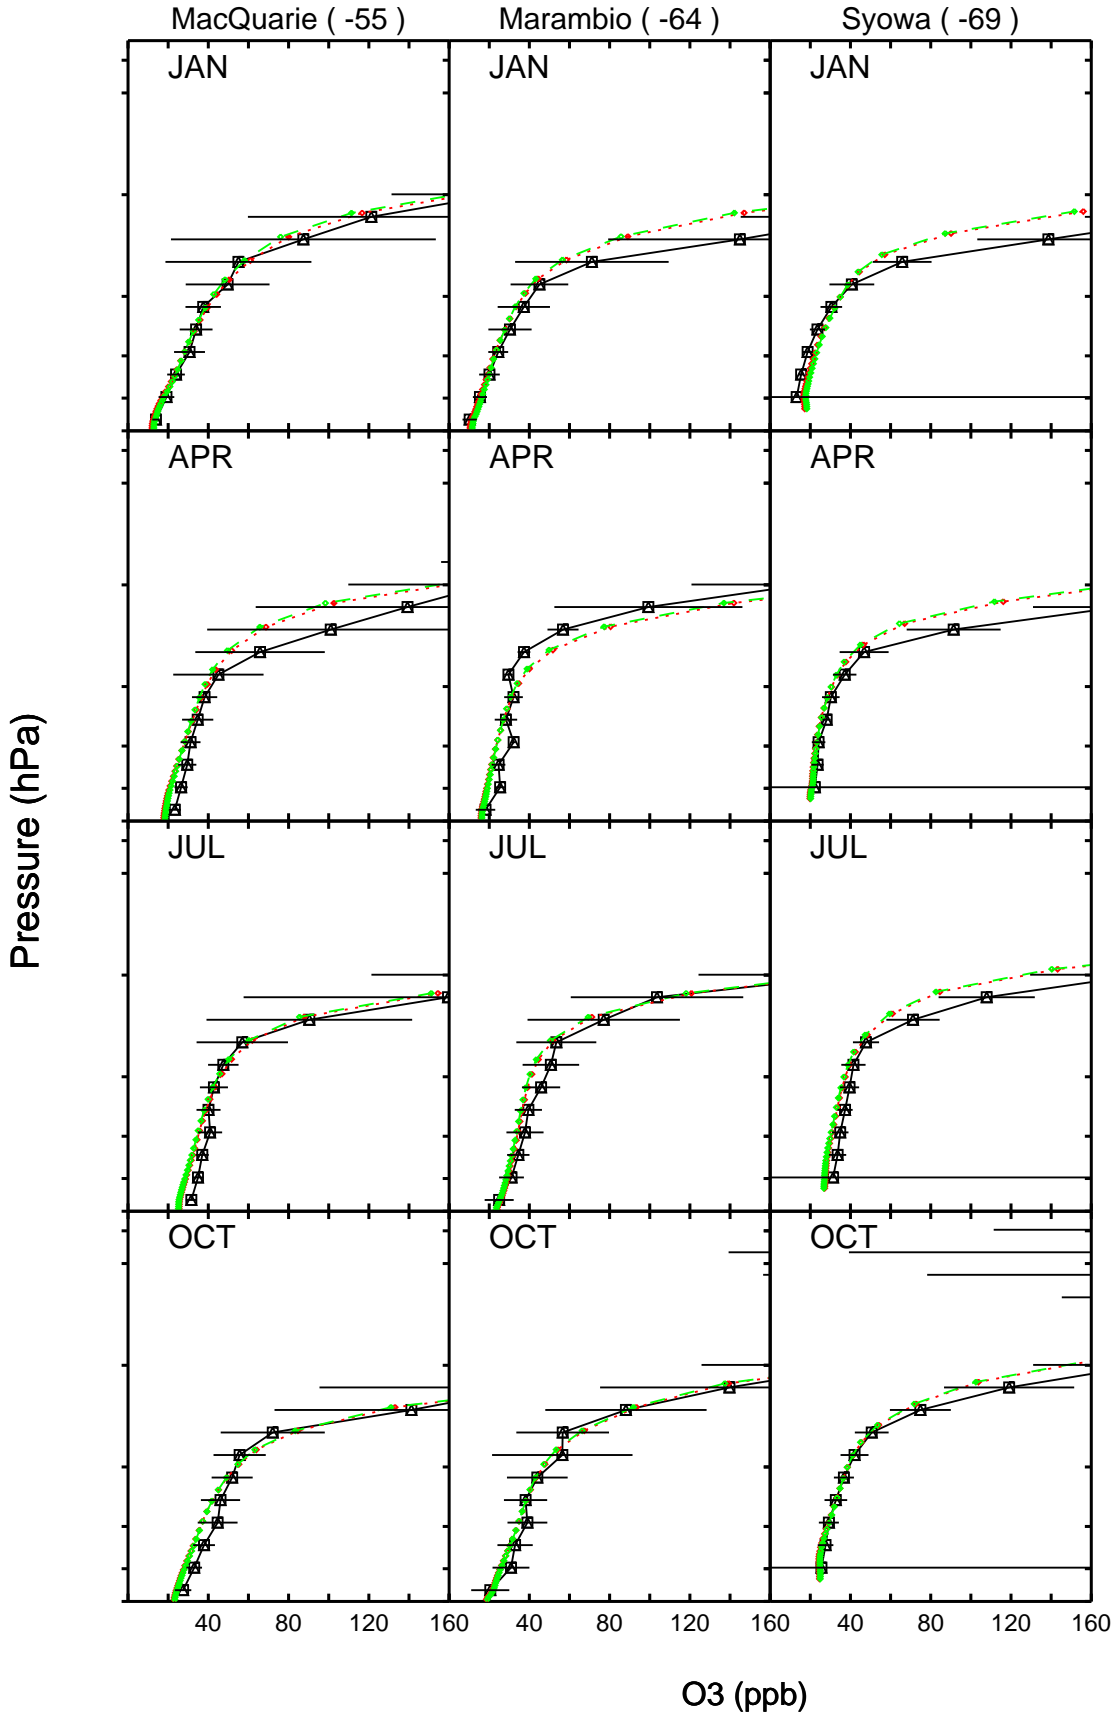 MacQuarie ( -55 ) Marambio ( -64 ) Syowa ( -69 )
JAN JAN JAN
APR APR APR
JUL JUL JUL
OCT OCT OCT
Pressure (hPa)
40 80 120 160 40 80 120 160 40 80 120 160
O3 (ppb)